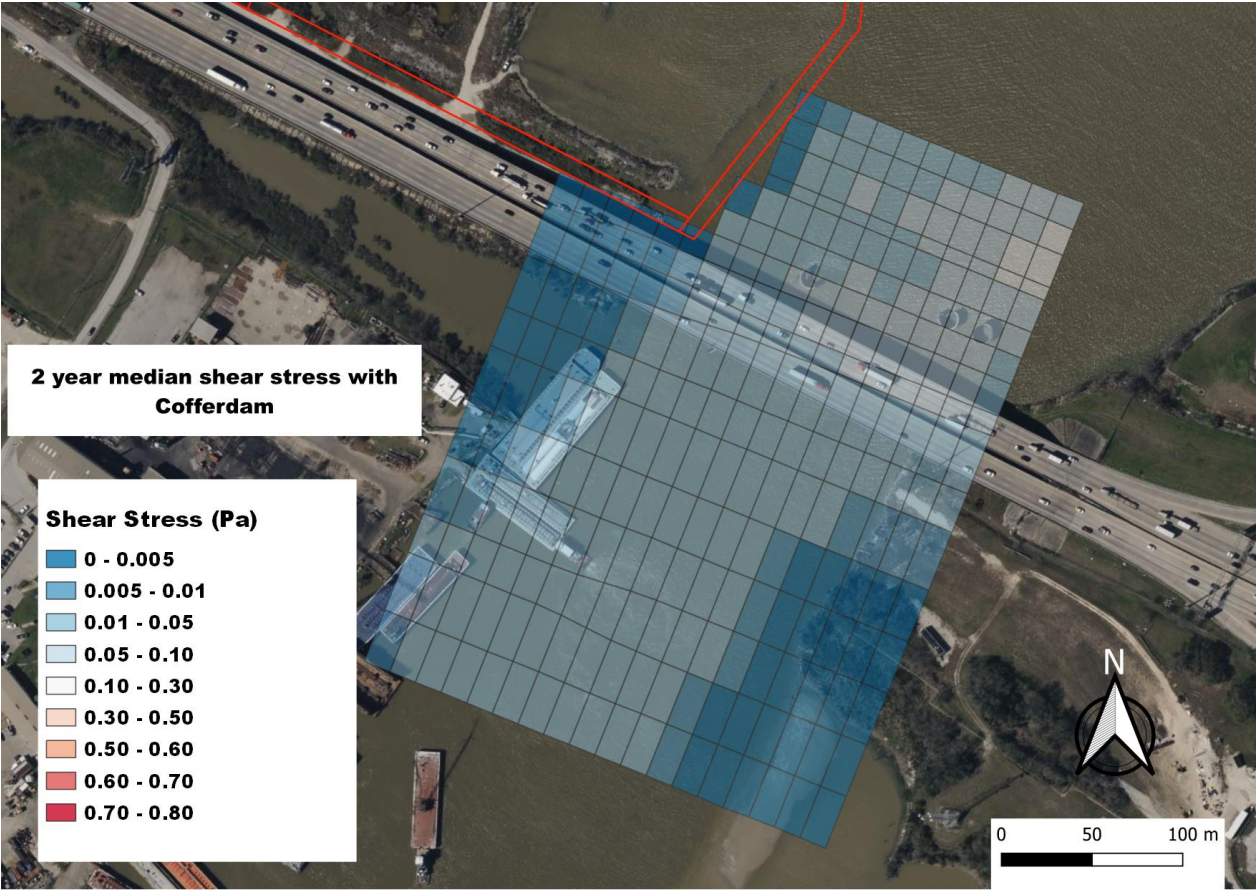 2 year median shear stress with
Cofferdam
Shear Stress (Pa)
0 - 0.005
0.005 - 0.01
0.01 - 0.05
0.05 - 0.10
0.10 - 0.30
0.30 - 0.50
0.50 - 0.60
0.60 - 0.70
0.70 - 0.80
N
0 50 100 m